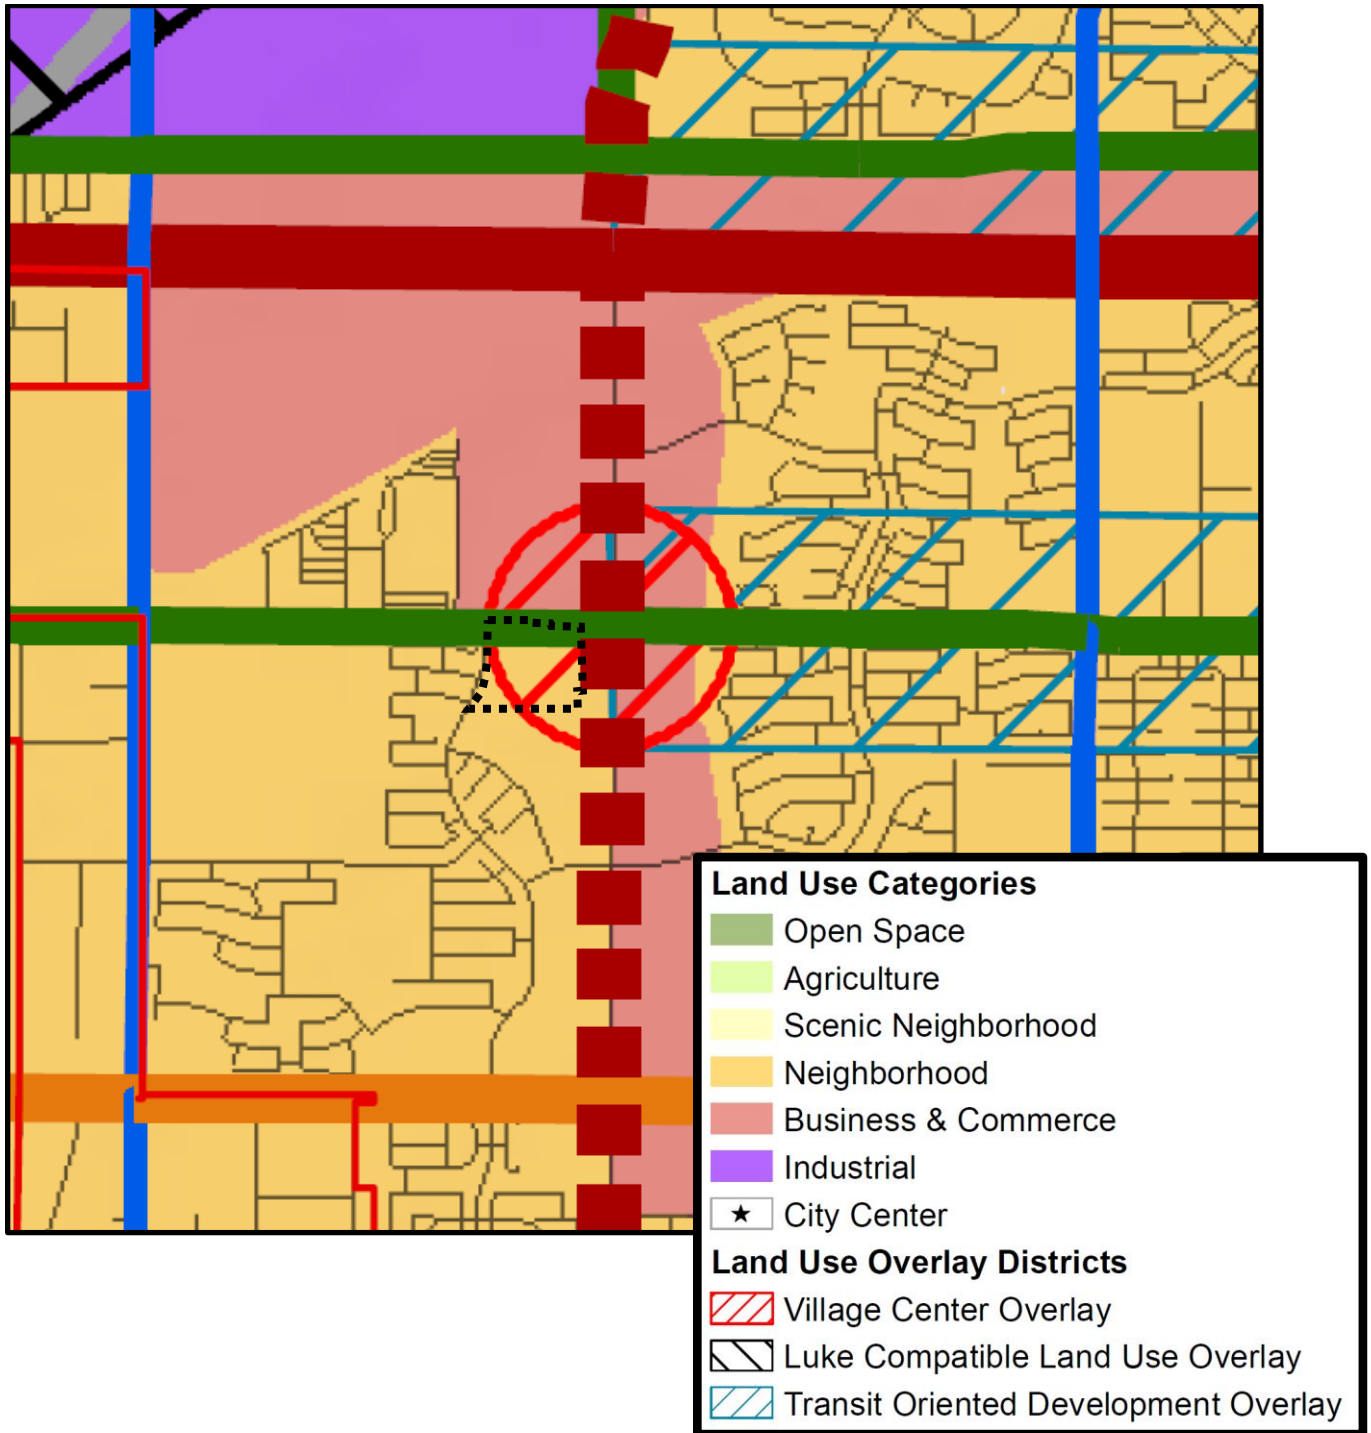 Land Use Categories
Open Space
Agriculture
Scenic Neighborhood
Neighborhood
Business & Commerce
Industrial
City Center
Land Use Overlay Districts
Village Center Overlay
Luke Compatible Land Use Overlay
Transit Oriented Development Overlay